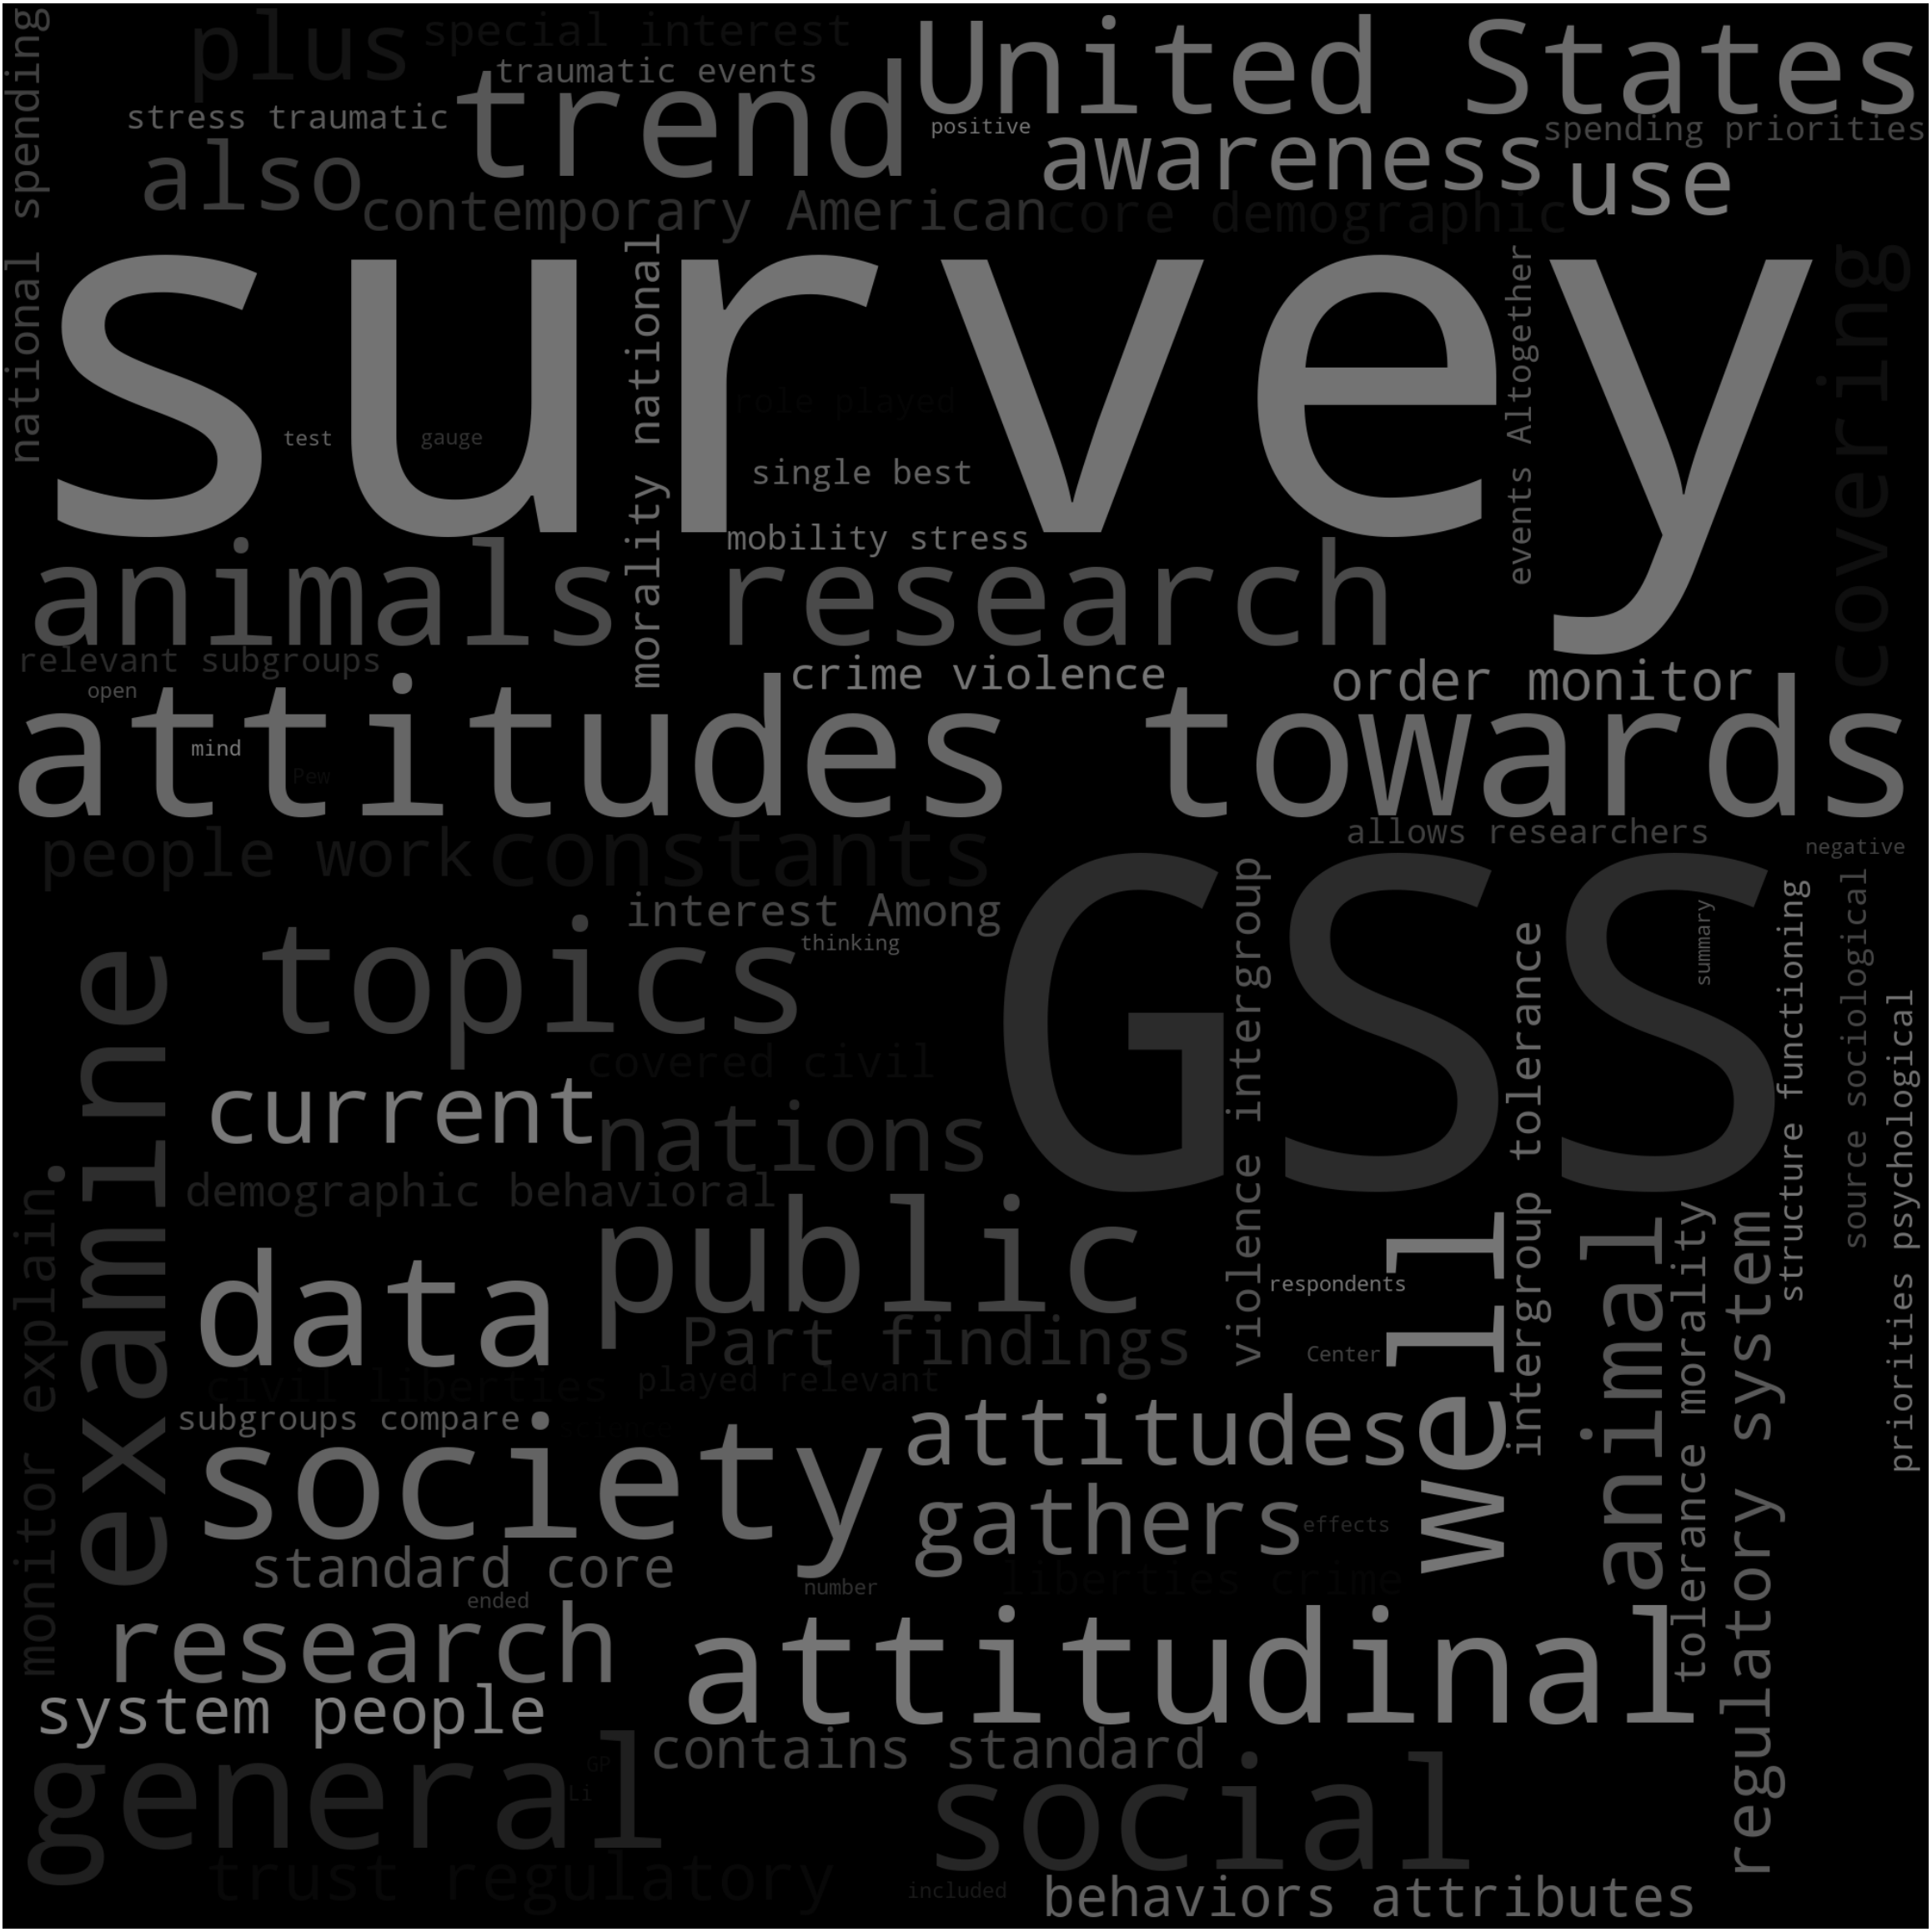 plus
special interest
United States
national spending
traumatic events
trend
stress traumatic
positive
spending priorities
also
awareness
use
contemporary American
core demographic
survey
morality national
events Altogether
covering
cole played
test
gauge
single best
mobility stress
animals
research
relevant subgroups
crime violence
order monitor
open
attitudes towards
mind
Pew
people work
constants
allows researchers
negative
GSS
interest Among
thinking
topics
examine
violence intergroup
intergroup tolerance
summary
structure functioning
source sociological
priorities psychological
covered civil
current
nations
demographic behavioral
monitor explain
public
data
respondents
well
animal
tolerance morality
regulatory system
Part findings
Center
civil liberties
played relevant
subgroups compare
society
attitudes
gathers
effects
standard core
number
liberties crime
ended
research
attitudinal
system people
general
contains standard
GP
Li
social
trust regulatory
included
behaviors attributes